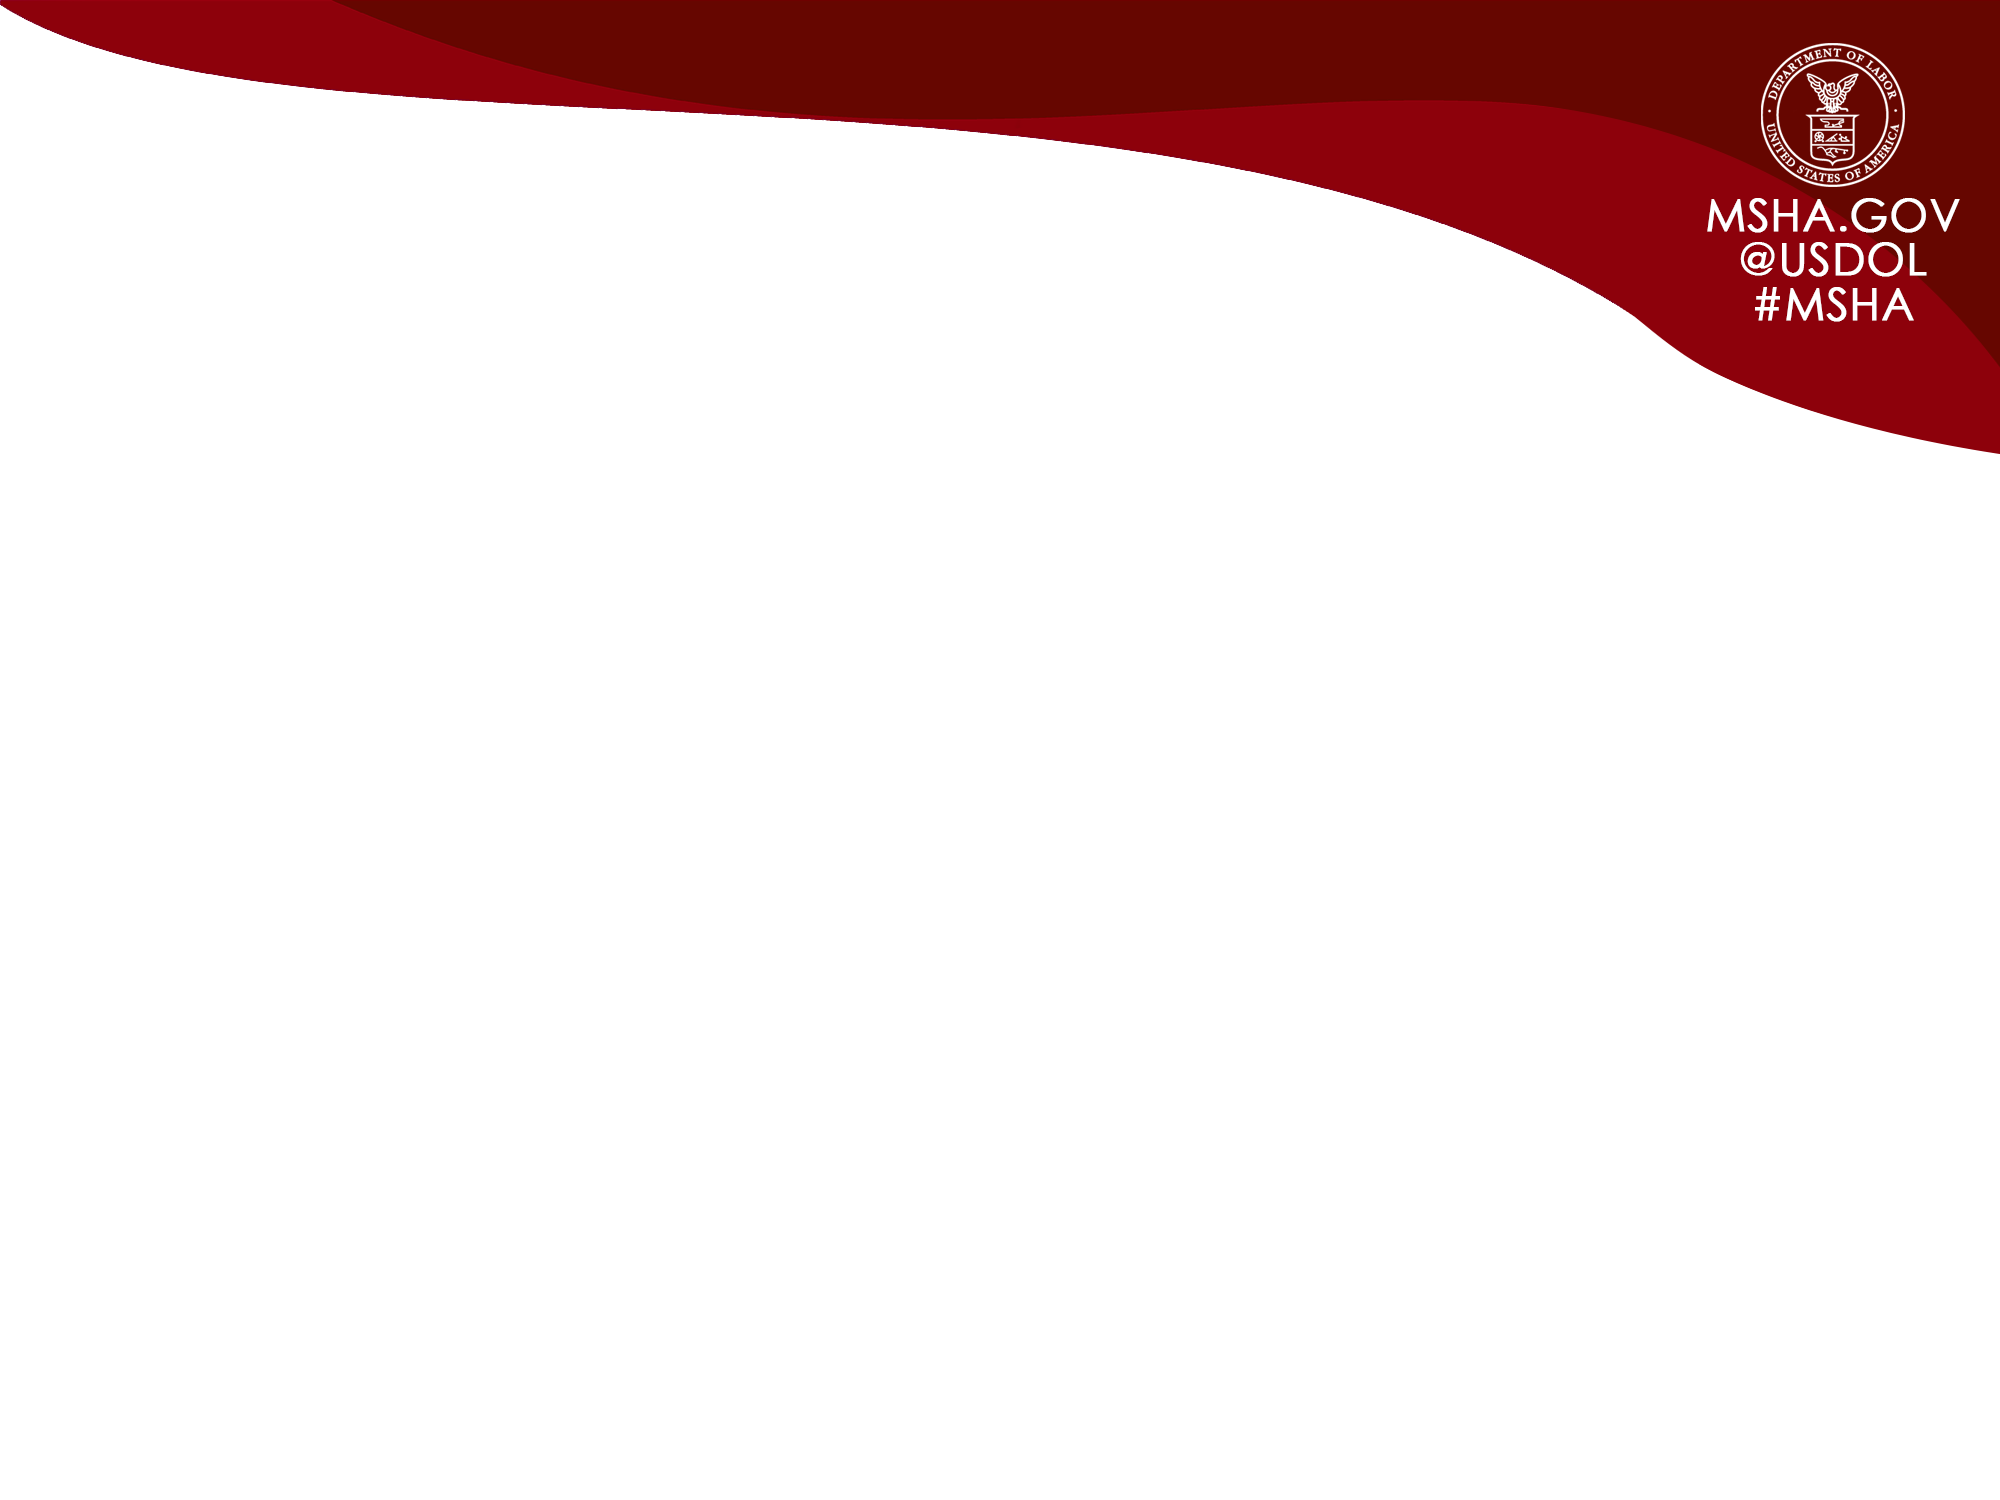 DEPARTMENT OF LABOR
UNITED STATES OF AMERICA
MSHA.GOV
@USDOL
#MSHA